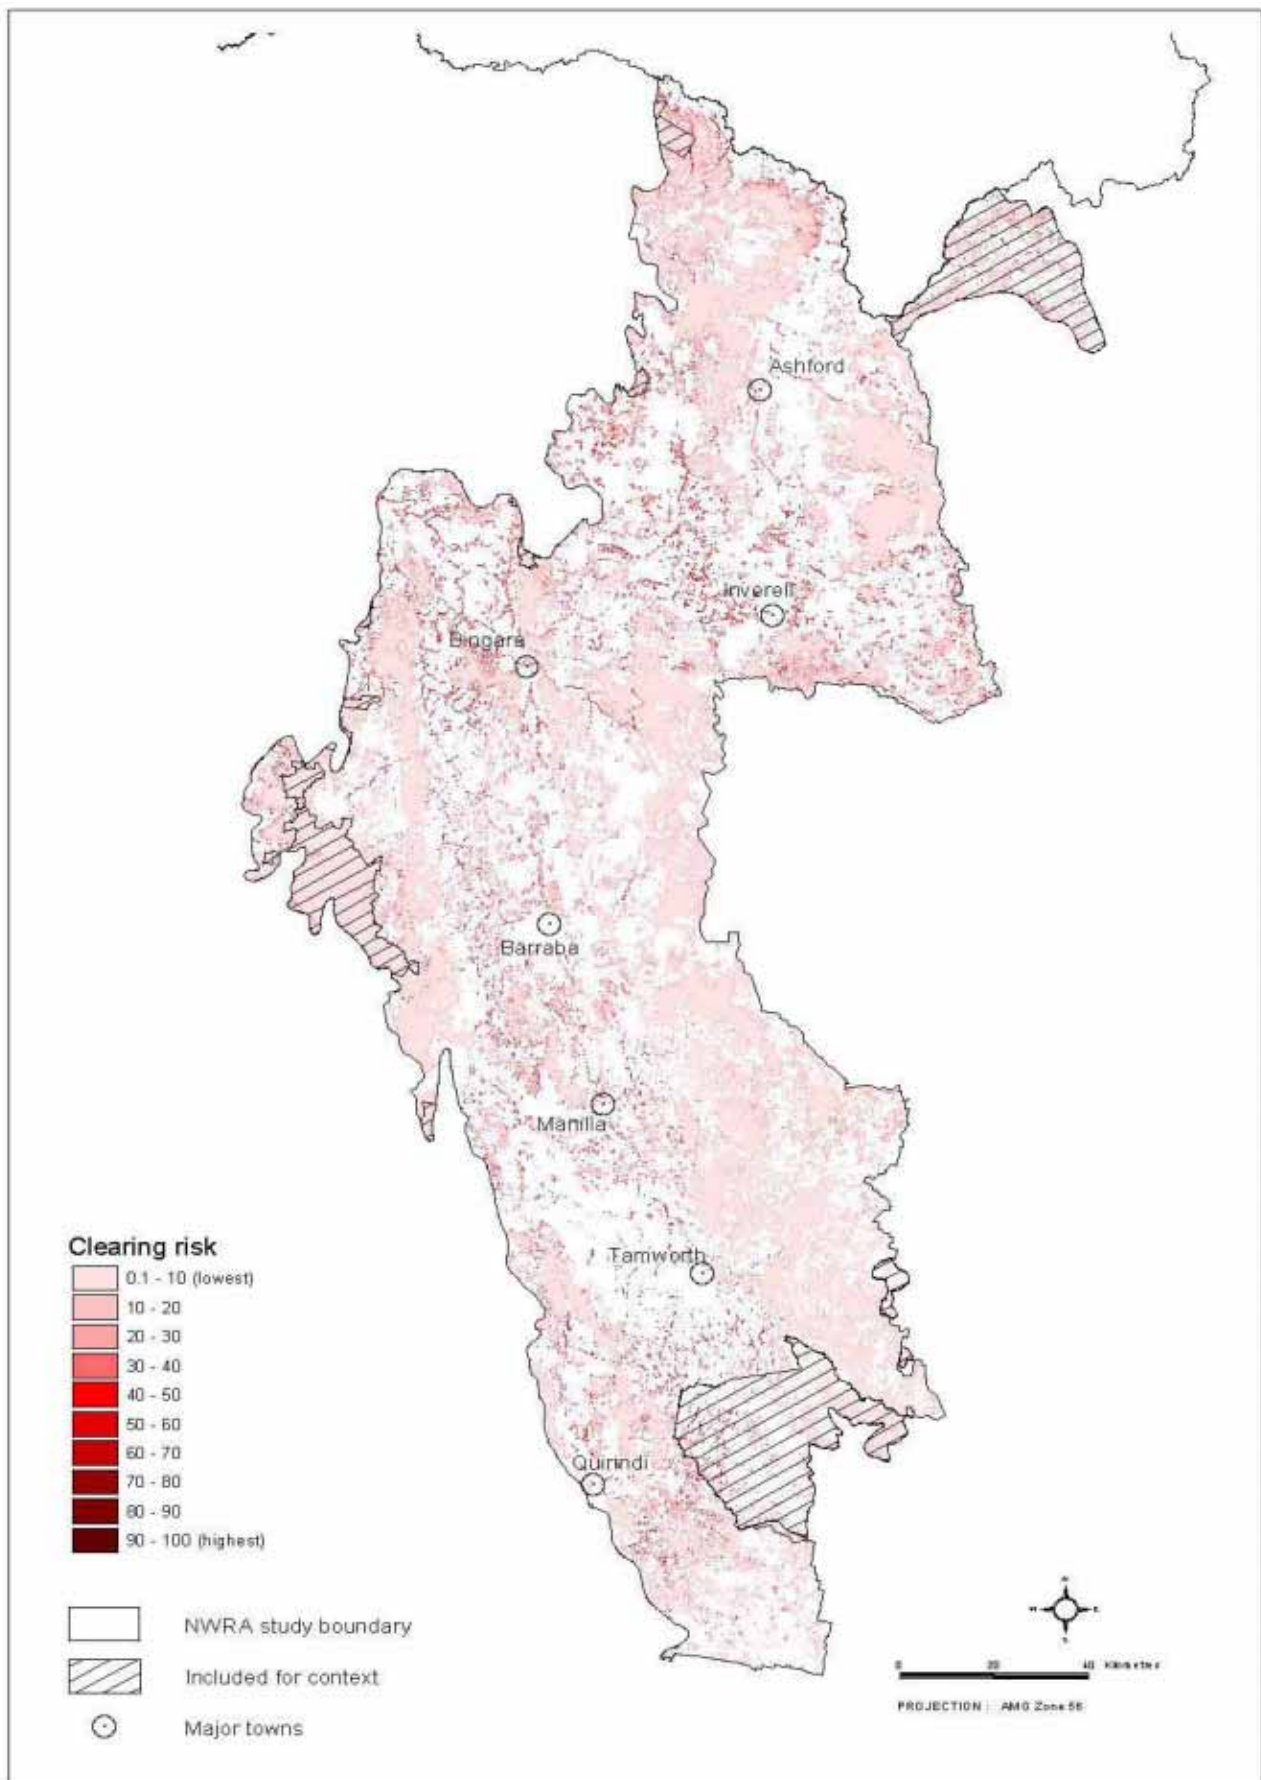 Ashford
Inverell
Bingara
Barraba
Manilla
Tamworth
Quirindi
Clearing risk
0.1 - 10 (lowest)
10 - 20
20 - 30
30 - 40
40 - 50
50 - 60
60 - 70
70 - 80
80 - 90
90 - 100 (highest)
NWRA study boundary
Included for context
Major towns
N
W
E
S
0 20 40 Kilometres
PROJECTION : AMG Zone 56